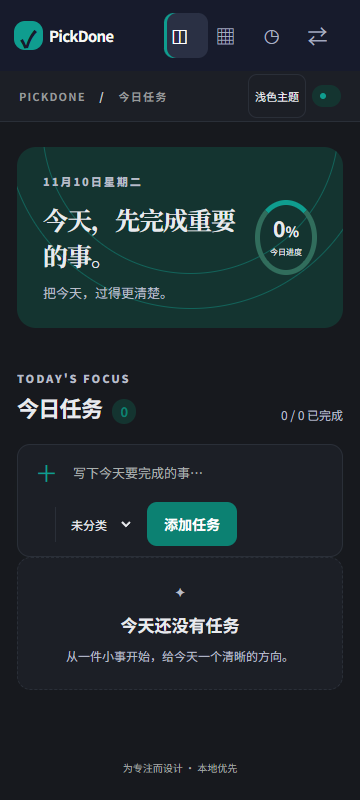 PickDone
PICKDONE / 今日任务
浅色主题
11月10日星期二
今天，先完成重要
的事。
把今天，过得更清楚。
0%
今日进度
TODAY'S FOCUS
今日任务 0
0 / 0 已完成
写下今天要完成的事…
未分类
添加任务
今天还没有任务
从一件小事开始，给今天一个清晰的方向。
为专注而设计 · 本地优先